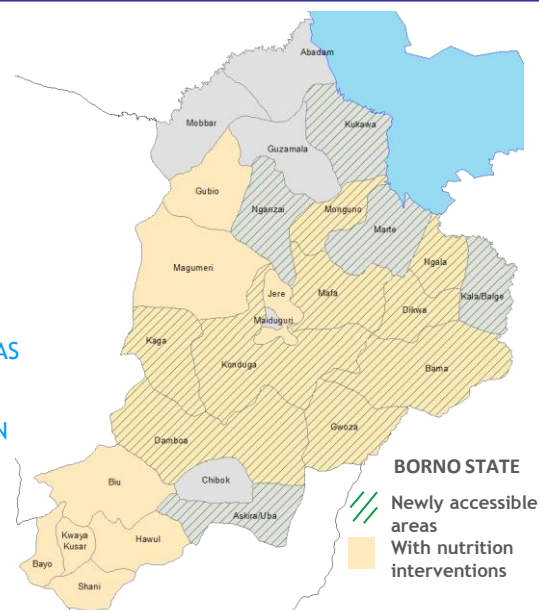 Abadam
Mobbar
Kukawa
Guzamala
Gubio
Nganzai
Monguno
Marte
Ngala
Magumeri
Jere
Mafa
Kala/Balge
Dikwa
Maiduguri
AS
Kaga
Konduga
Bama
N
Damboa
Gwoza
Chibok
BORNO STATE
Biu
Askira/Uba
Newly accessible
areas
Kwaya
Kusar
Hawul
With nutrition
interventions
Bayo
Shani